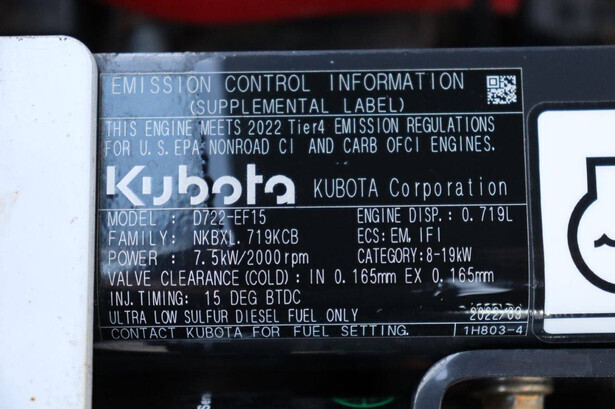 EMISSION CONTROL INFORMATION
(SUPPLEMENTAL LABEL)
THIS ENGINE MEETS 2022 Tier4 EMISSION REGULATIONS
FOR U.S. EPA NONROAD CI AND CARB OFCI ENGINES.
Kubota KUBOTA Corporation
MODEL : D722-EF15 ENGINE DISP.: 0.719L
FAMILY: NKBXL.719KCB ECS: EM, IFI
POWER : 7.5kW/2000rpm CATEGORY: 8-19kW
VALVE CLEARANCE(COLD): IN 0.165mm EX 0.165mm
INJ.TIMING: 15 DEG BTDC
ULTRA LOW SULFUR DIESEL FUEL ONLY 2022/08
CONTACT KUBOTA FOR FUEL SETTING. 1H803-4